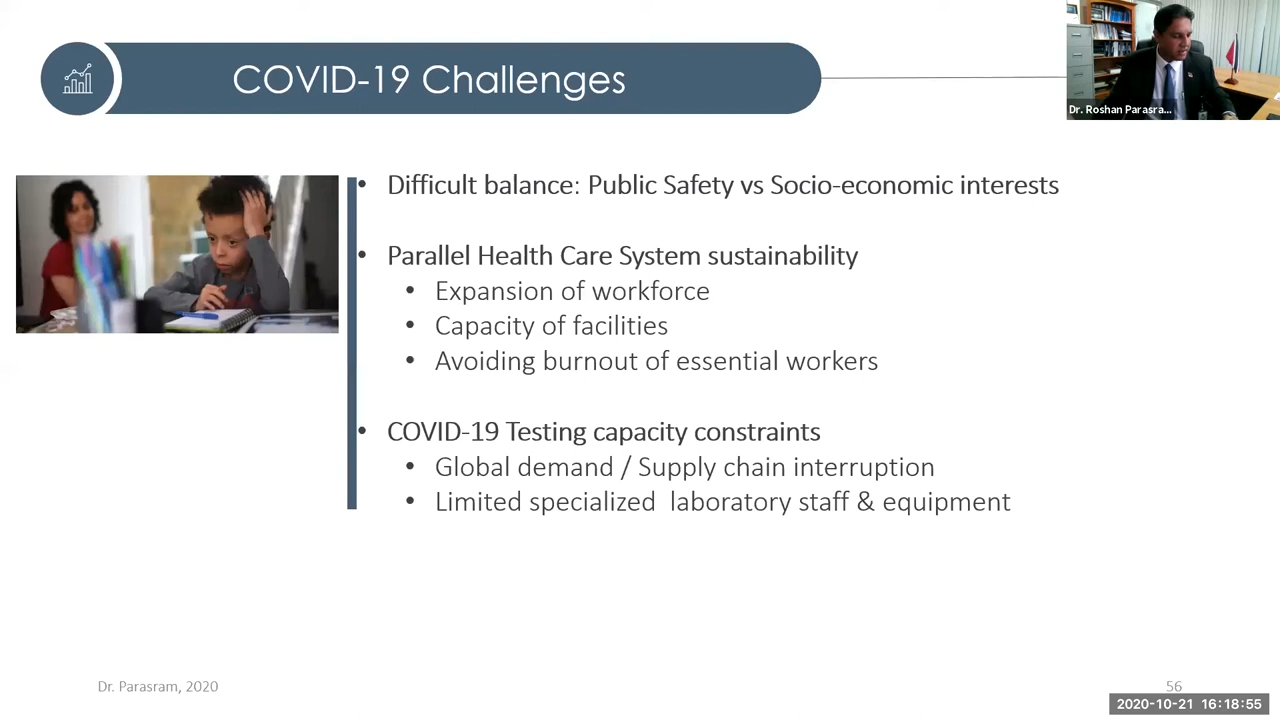 COVID-19 Challenges
Dr. Roshan Parasra...
• Difficult balance: Public Safety vs Socio-economic interests
• Parallel Health Care System sustainability
• Expansion of workforce
• Capacity of facilities
• Avoiding burnout of essential workers
• COVID-19 Testing capacity constraints
• Global demand / Supply chain interruption
• Limited specialized laboratory staff & equipment
Dr. Parasram, 2020
56
2020-10-21 16:18:55